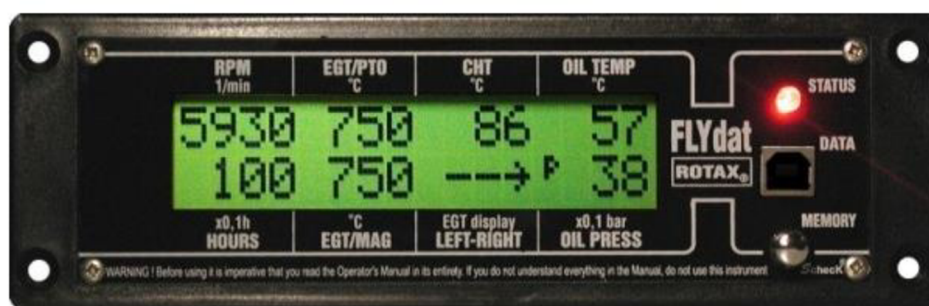 RPM EGT/PTO CHT OIL TEMP
1/min °C °C °C
STATUS
5930 750 86 57
FLYdat
DATA
100 750 --→ P 38
ROTAX®
x0,1h °C EGT display x0,1 bar
HOURS EGT/MAG LEFT-RIGHT OIL PRESS
MEMORY
WARNING ! Before using it is imperative that you read the Operator's Manual in its entirety. If you do not understand everything in the Manual, do not use this instrument